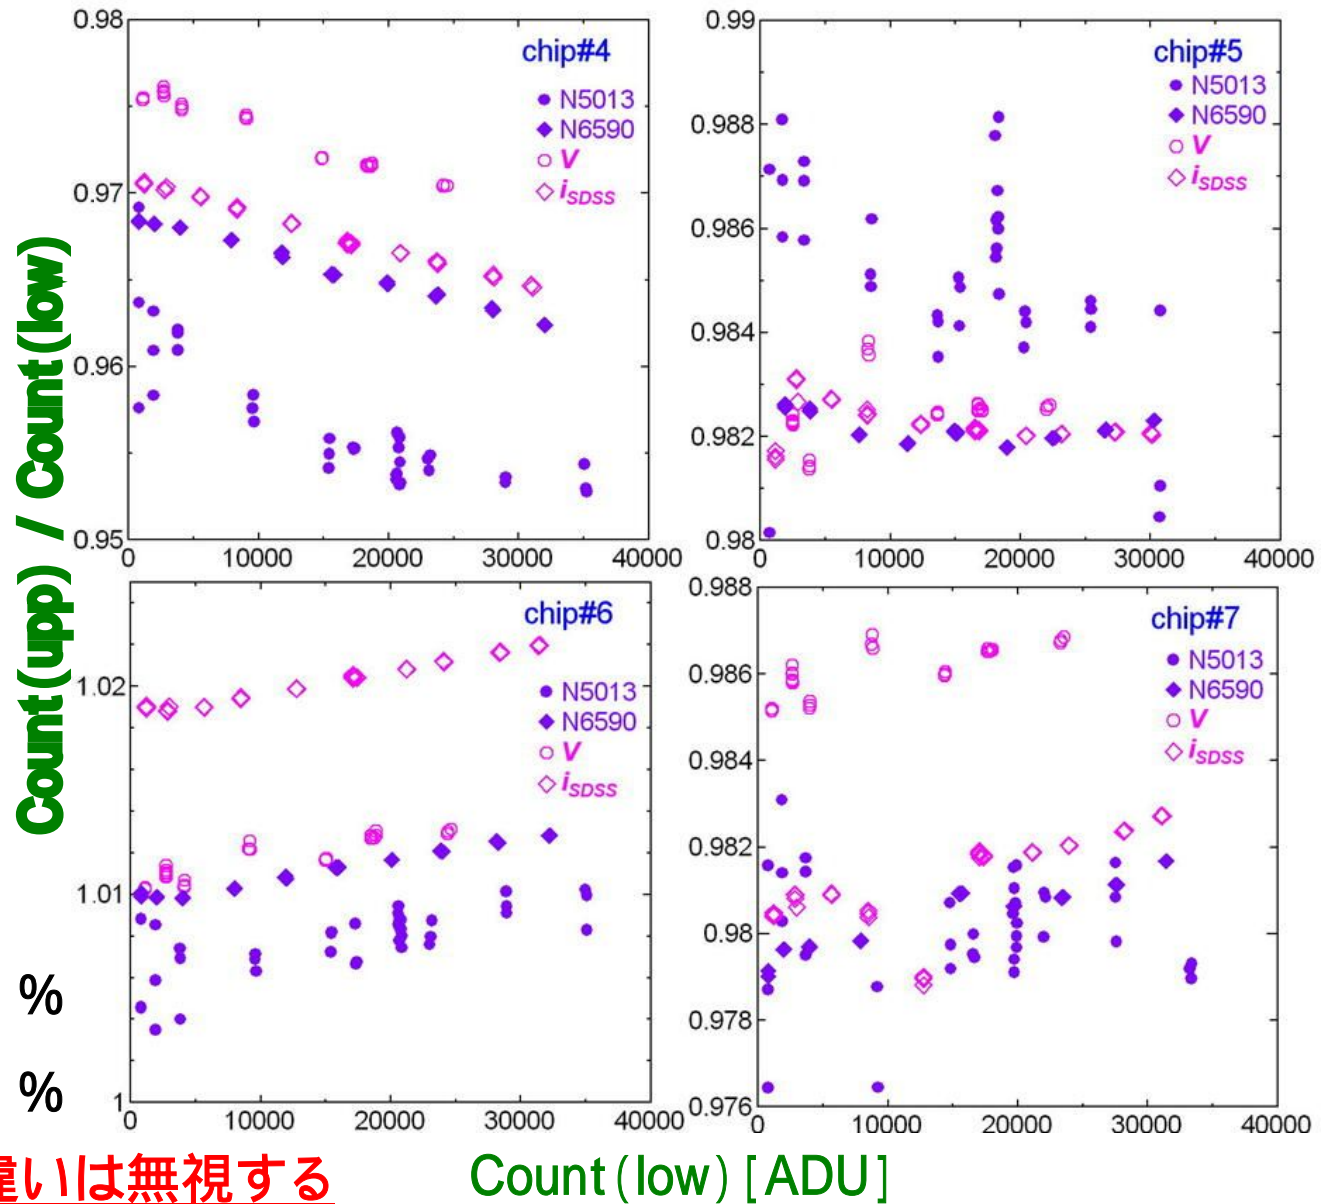 0.98
0.97
0.96
0.95
0
10000
20000
30000
40000
chip#4
N5013
N6590
V
iSDSS
0.99
0.988
0.986
0.984
0.982
0.98
0
10000
20000
30000
40000
chip#5
N5013
N6590
V
iSDSS
Count(upp) / Count(low)
1.02
1.01
1
0
10000
20000
30000
40000
chip#6
N5013
N6590
V
iSDSS
0.988
0.986
0.984
0.982
0.98
0.978
0.976
0
10000
20000
30000
40000
chip#7
N5013
N6590
V
iSDSS
%
%
違いは無視する
Count(low) [ADU]